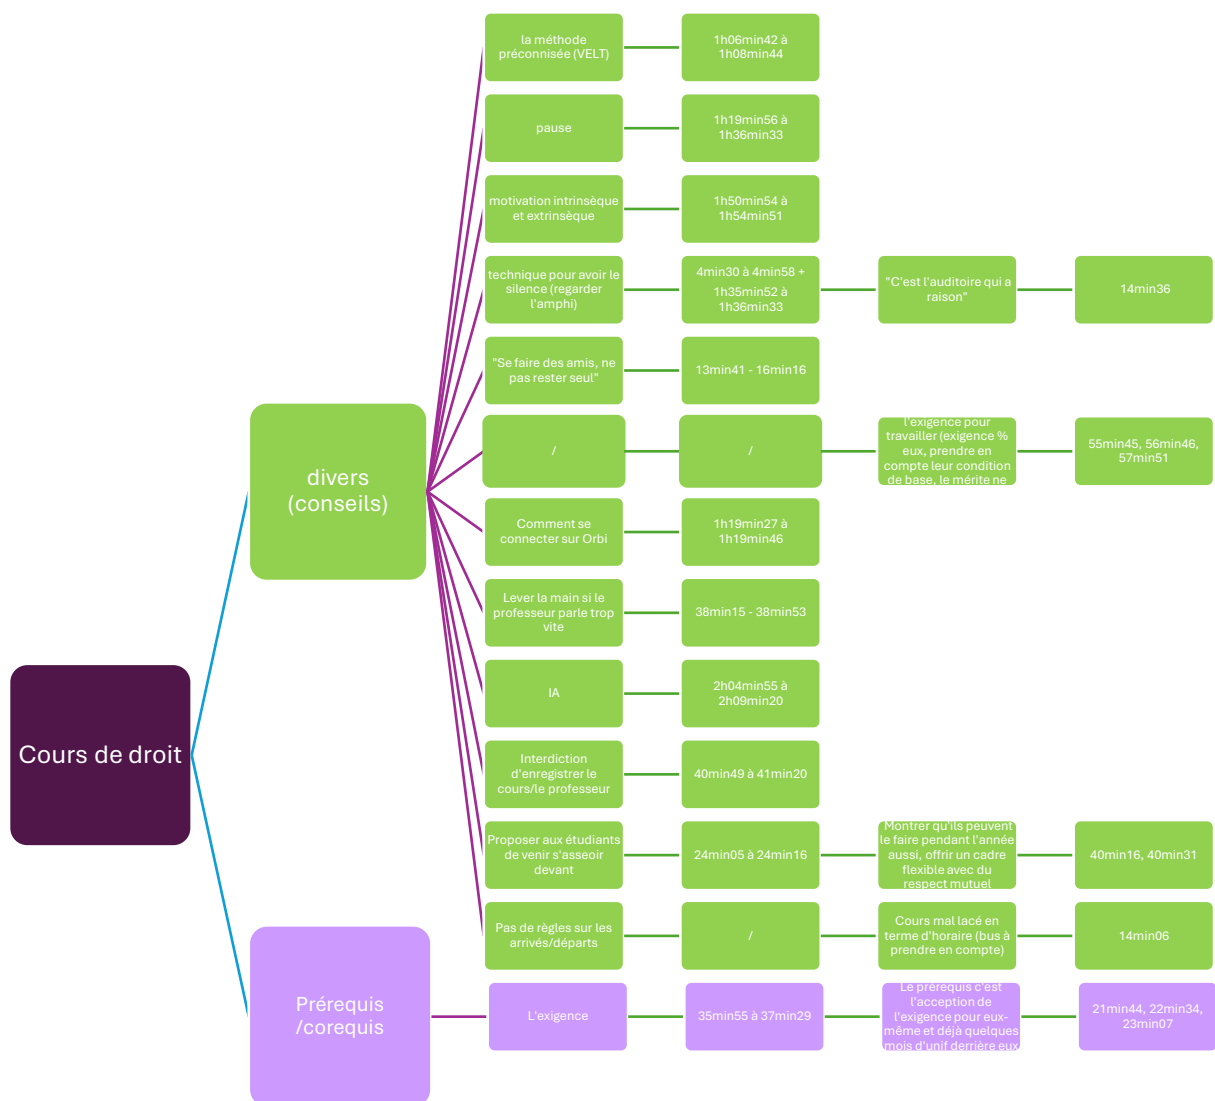 la méthode
préconnisée (VELT)
1h06min42 à
1h08min44
pause
1h19min56 à
1h36min33
motivation intrinsèque
et extrinsèque
1h50min54 à
1h54min51
technique pour avoir le
silence (regarder
l'amphi)
4min30 à 4min58 +
1h35min52 à
1h36min33
"C'est l'auditoire qui a
raison"
14min36
"Se faire des amis, ne
pas rester seul"
13min41 - 16min16
/
/
l'exigence pour
travailler (exigence %
eux, prendre en
compte leur condition
de base, le mérite ne
55min45, 56min46,
57min51
divers
(conseils)
Comment se
connecter sur Orbi
1h19min27 à
1h19min46
Lever la main si le
professeur parle trop
vite
38min15 - 38min53
IA
2h04min55 à
2h09min20
Cours de droit
Interdiction
d'enregistrer le
cours/le professeur
40min49 à 41min20
Proposer aux étudiants
de venir s'asseoir
devant
24min05 à 24min16
Montrer qu'ils peuvent
le faire pendant l'année
aussi, offrir un cadre
flexible avec du
respect mutuel
40min16, 40min31
Pas de règles sur les
arrivés/départs
/
Cours mal lacé en
terme d'horaire (bus à
prendre en compte)
14min06
Prérequis
/corequis
L'exigence
35min55 à 37min29
Le prérequis c'est
l'acception de
l'exigence pour eux-
même et déjà quelques
mois d'unif derrière eux
21min44, 22min34,
23min07